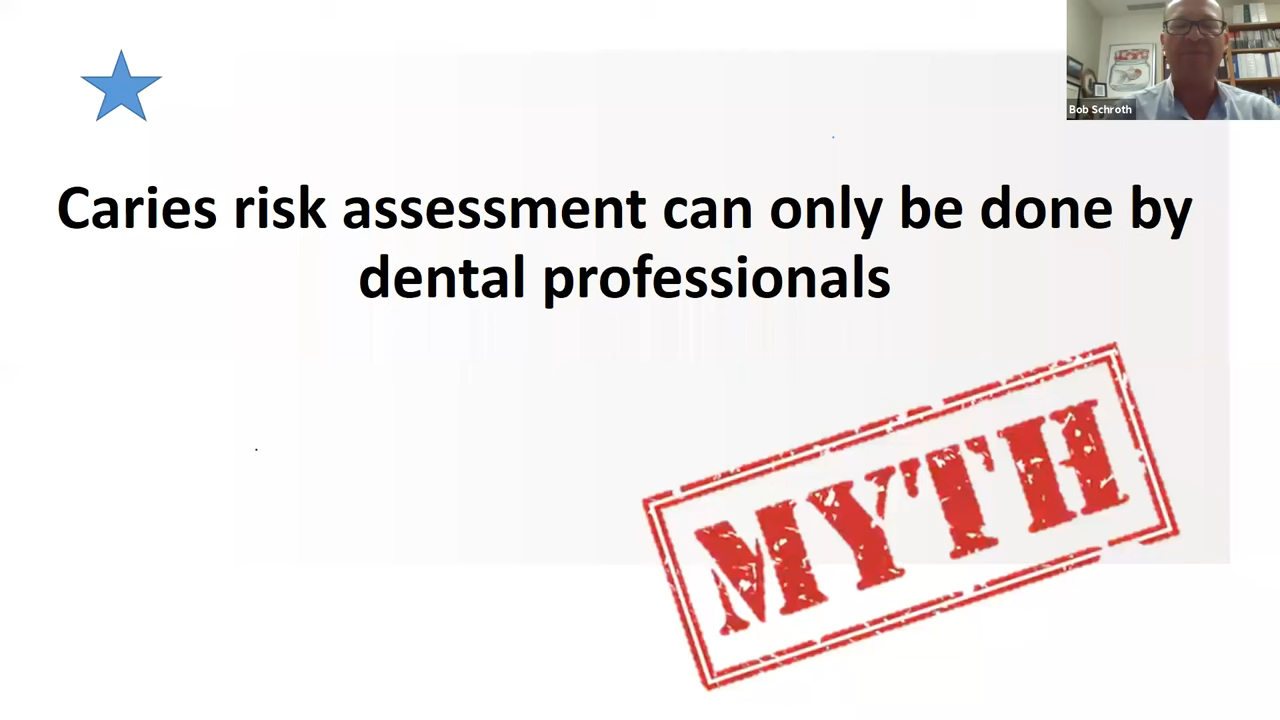 Bob Schroth
Caries risk assessment can only be done by
dental professionals
MYTH